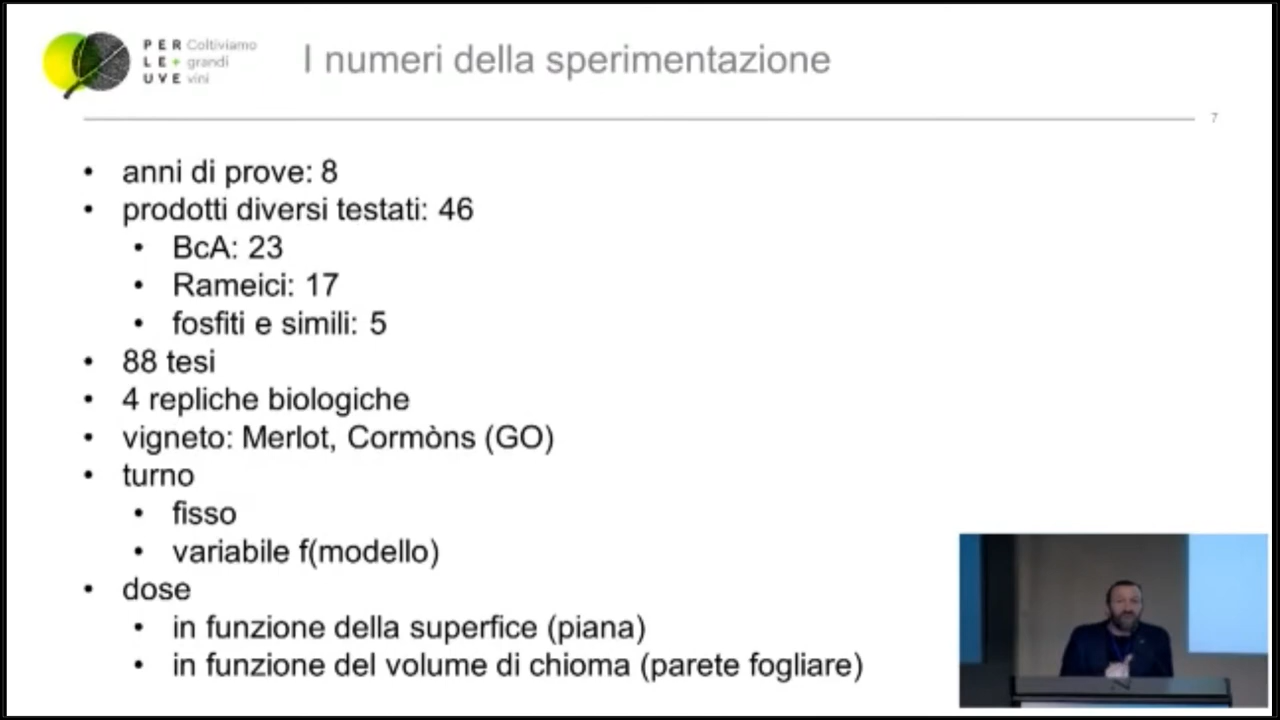 PER Coltiviamo
LE+ grandi
UVE vini
I numeri della sperimentazione
7
• anni di prove: 8
• prodotti diversi testati: 46
• BcA: 23
• Rameici: 17
• fosfiti e simili: 5
• 88 tesi
• 4 repliche biologiche
• vigneto: Merlot, Cormòns (GO)
• turno
• fisso
• variabile f(modello)
• dose
• in funzione della superfice (piana)
• in funzione del volume di chioma (parete fogliare)